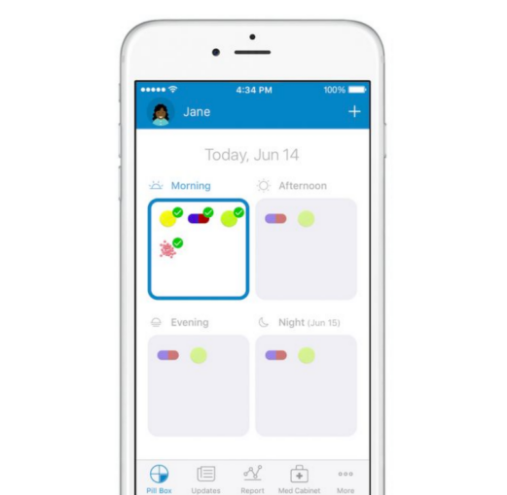 4:34 PM
100%
Jane
+
Today, Jun 14
Morning
Afternoon
Evening
Night (Jun 15)
Pill Box
Updates
Report
Med Cabinet
More